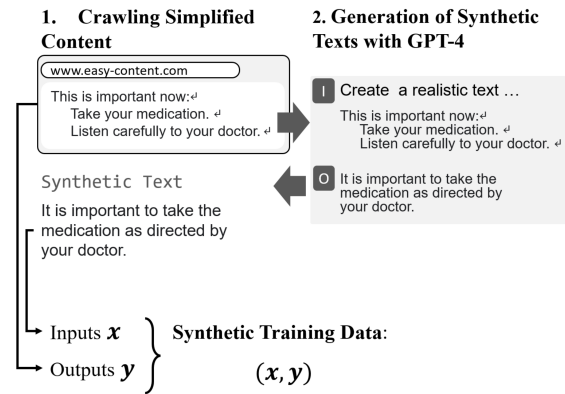 1. Crawling Simplified
Content
www.easy-content.com
This is important now:↵
Take your medication. ↵
Listen carefully to your doctor. ↵
Synthetic Text
It is important to take the
medication as directed by
your doctor.
2. Generation of Synthetic
Texts with GPT-4
I Create a realistic text …
This is important now:↵
Take your medication. ↵
Listen carefully to your doctor. ↵
O It is important to take the
medication as directed by
your doctor.
Inputs x
Outputs y
Synthetic Training Data:
(x, y)